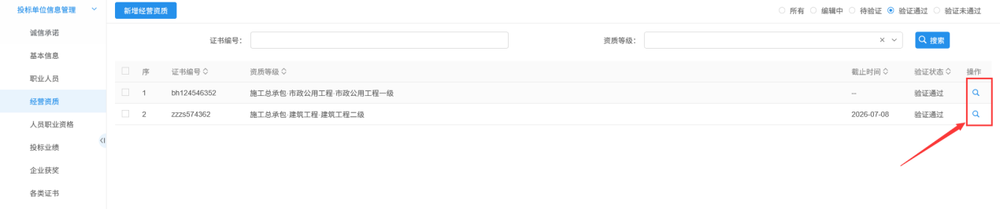 投标单位信息管理
诚信承诺
基本信息
职业人员
经营资质
人员职业资格
投标业绩
企业获奖
各类证书
新增经营资质
所有 编辑中 待验证 验证通过 验证未通过
证书编号： 资质等级： 搜索
序 证书编号 资质等级 截止时间 验证状态 操作
1 bh124546352 施工总承包·市政公用工程·市政公用工程一级 -- 验证通过
2 zzzs574362 施工总承包·建筑工程·建筑工程二级 2026-07-08 验证通过